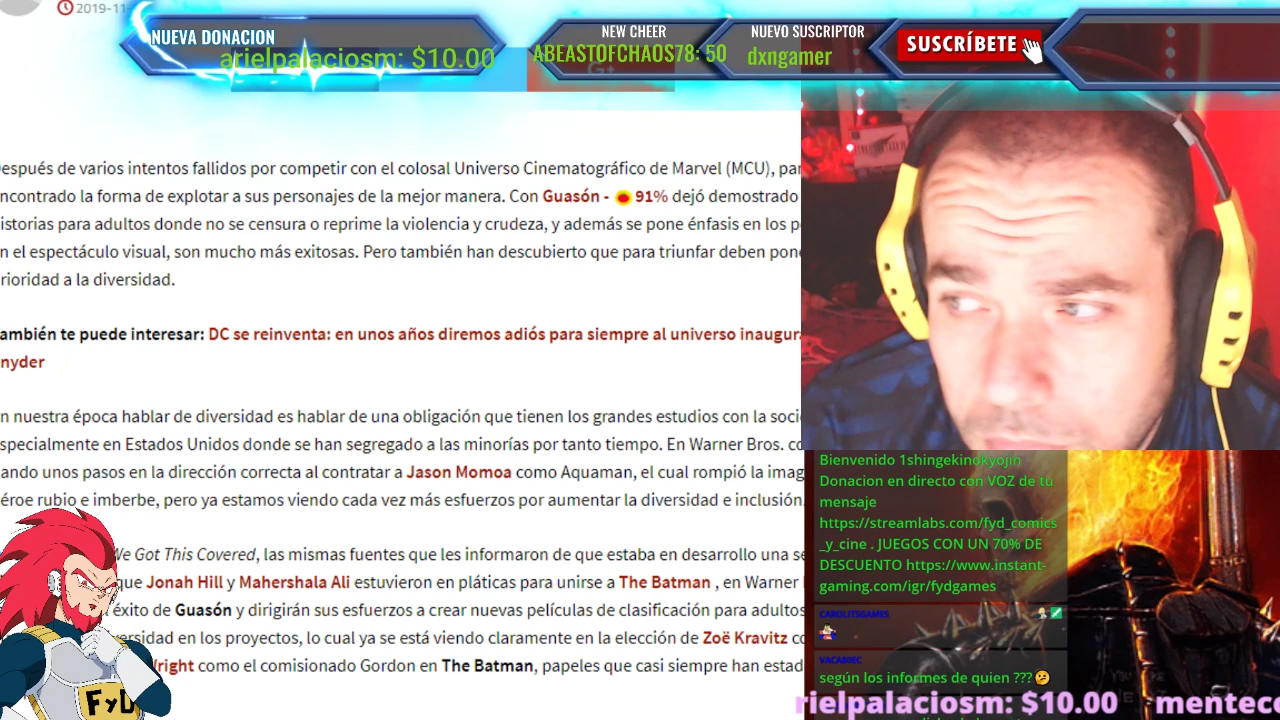 2019-11-
NUEVA DONACION
arielpalaciosm: $10.00
NEW CHEER
ABEASTOFCHAOS78: 50
NUEVO SUSCRIPTOR
dxngamer
SUSCRÍBETE
G+
espués de varios intentos fallidos por competir con el colosal Universo Cinematográfico de Marvel (MCU), par
ncontrado la forma de explotar a sus personajes de la mejor manera. Con Guasón - 91% dejó demostrado
istorias para adultos donde no se censura o reprime la violencia y crudeza, y además se pone énfasis en los p
n el espectáculo visual, son mucho más exitosas. Pero también han descubierto que para triunfar deben pone
rioridad a la diversidad.
ambién te puede interesar: DC se reinventa: en unos años diremos adiós para siempre al universo inaugura
nyder
n nuestra época hablar de diversidad es hablar de una obligación que tienen los grandes estudios con la soci
specialmente en Estados Unidos donde se han segregado a las minorías por tanto tiempo. En Warner Bros. co
ando unos pasos en la dirección correcta al contratar a Jason Momoa como Aquaman, el cual rompió la imag
éroe rubio e imberbe, pero ya estamos viendo cada vez más esfuerzos por aumentar la diversidad e inclusión.
We Got This Covered, las mismas fuentes que les informaron de que estaba en desarrollo una se
que Jonah Hill y Mahershala Ali estuvieron en pláticas para unirse a The Batman , en Warner
éxito de Guasón y dirigirán sus esfuerzos a crear nuevas películas de clasificación para adultos
versidad en los proyectos, lo cual ya se está viendo claramente en la elección de Zoë Kravitz co
Wright como el comisionado Gordon en The Batman, papeles que casi siempre han estad
FyD
Bienvenido 1shingekinokyojin
Donacion en directo con VOZ de tu
mensaje
https://streamlabs.com/fyd_comics
_y_cine . JUEGOS CON UN 70% DE
DESCUENTO https://www.instant-
gaming.com/igr/fydgames
CAROLITSGAMES
VACABIEC
según los informes de quien ???
rielpalaciosm: $10.00 mentec